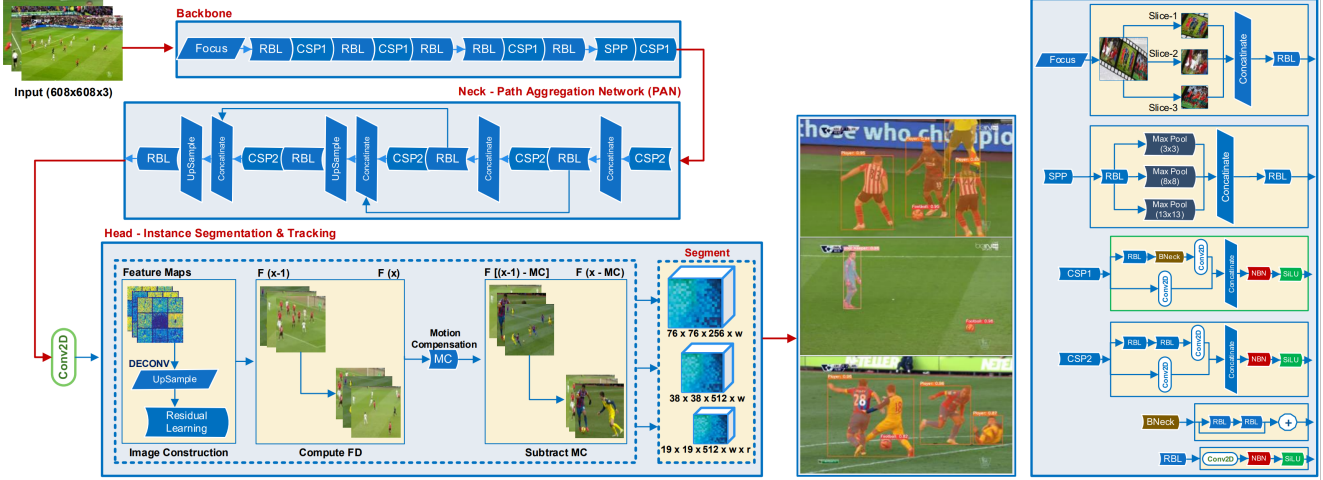 Backbone
Focus RBL CSP1 RBL CSP1 RBL RBL CSP1 RBL SPP CSP1
Input (608x608x3)
Neck - Path Aggregation Network (PAN)
RBL UpSample Concatinate CSP2 RBL UpSample Concatinate CSP2 RBL Concatinate CSP2 RBL Concatinate CSP2
Head - Instance Segmentation & Tracking
Conv2D
Feature Maps
DECONV
UpSample
Residual
Learning
Image Construction
F (x-1)
F (x)
Compute FD
Motion
Compensation
MC
F [(x-1) - MC]
F (x - MC)
Subtract MC
Segment
76 x 76 x 256 x w
38 x 38 x 512 x w
19 x 19 x 512 x w x r
those who champio
NETELLER
NETE
28
Focus
Slice-1
Slice-2
Slice-3
Concatinate
RBL
SPP
RBL
Max Pool
(3x3)
Max Pool
(8x8)
Max Pool
(13x13)
Concatinate
RBL
CSP1
RBL BNeck Conv2D
Conv2D
Concatinate
NBN
SiLU
CSP2
RBL RBL Conv2D
Conv2D
Concatinate
NBN
SiLU
BNeck
RBL RBL +
RBL
Conv2D NBN SiLU